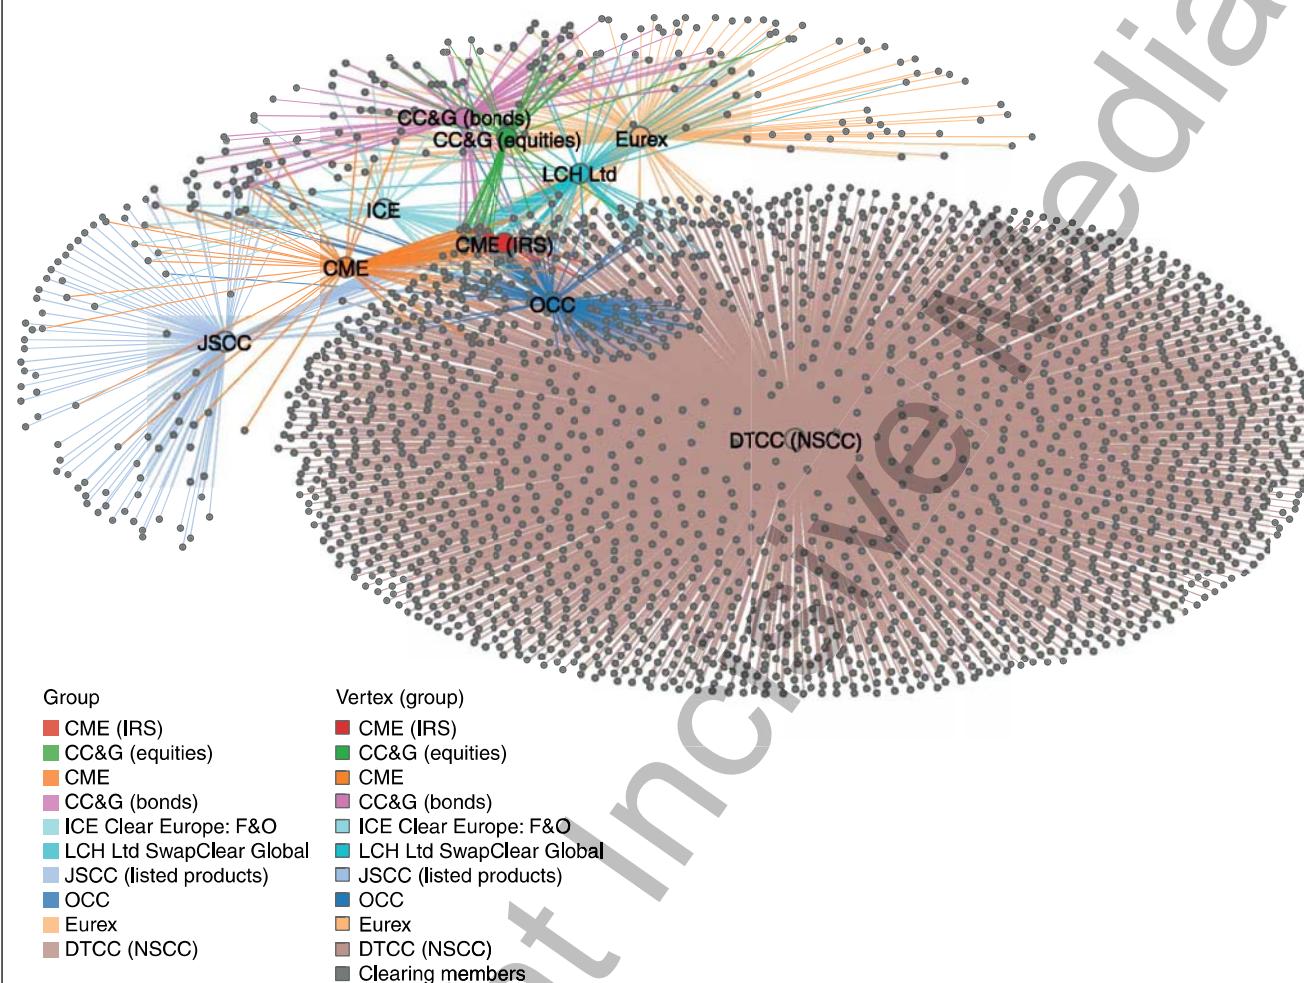 CC&G (bonds)
CC&G (equities)
Eurex
LCH Ltd
ICE
CME (IRS)
CME
OCC
JSCC
DTCC (NSCC)
Group
CME (IRS)
CC&G (equities)
CME
CC&G (bonds)
ICE Clear Europe: F&O
LCH Ltd SwapClear Global
JSCC (listed products)
OCC
Eurex
DTCC (NSCC)
Vertex (group)
CME (IRS)
CC&G (equities)
CME
CC&G (bonds)
ICE Clear Europe: F&O
LCH Ltd SwapClear Global
JSCC (listed products)
OCC
Eurex
DTCC (NSCC)
Clearing members
Incisive Media